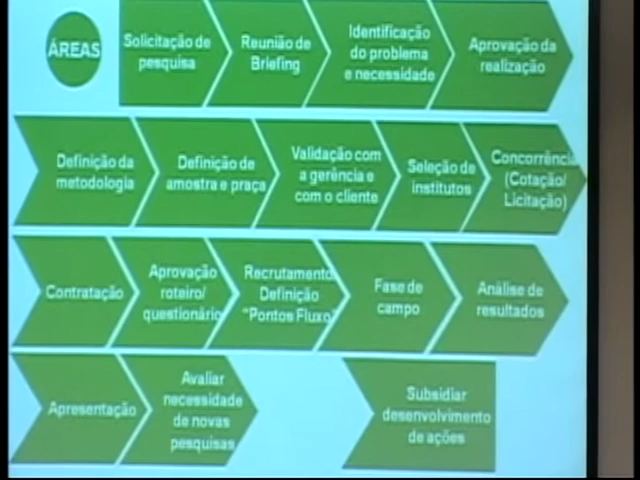 ÁREAS
Solicitação de
pesquisa
Reunião de
Briefing
Identificação
do problema
e necessidade
Aprovação da
realização
Definição da
metodologia
Definição de
amostra e praça
Validação com
a gerência e
com o cliente
Seleção de
institutos
Concorrência
(Cotação/
Licitação)
Contratação
Aprovação
roteiro/
questionário
Recrutamento
Definição
"Pontos Fluxo"
Fase de
campo
Análise de
resultados
Apresentação
Avaliar
necessidade
de novas
pesquisas
Subsidiar
desenvolvimento
de ações